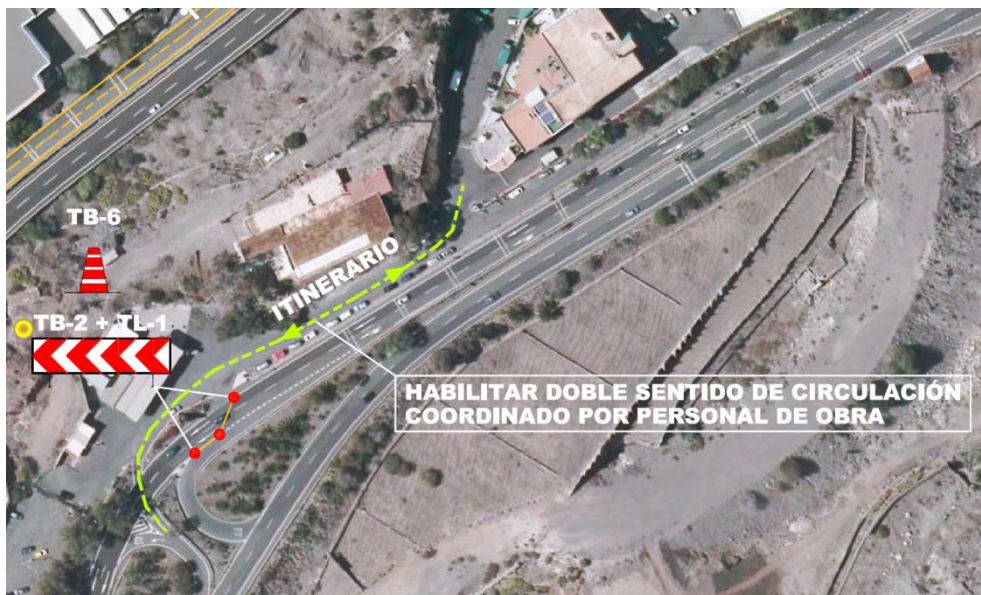 TB-6
ITINERARIO
TB-2 + TL-1
HABILITAR DOBLE SENTIDO DE CIRCULACIÓN
COORDINADO POR PERSONAL DE OBRA